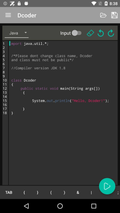 Dcoder
Java
Input
import java.util.*;
/*Please dont change class name, Dcoder
and class must not be public*/
//Compiler version JDK 1.8
class Dcoder
{
public static void main(String args[])
{
System.out.println("Hello, Dcoder!");
}
}
TAB { } ( ) &